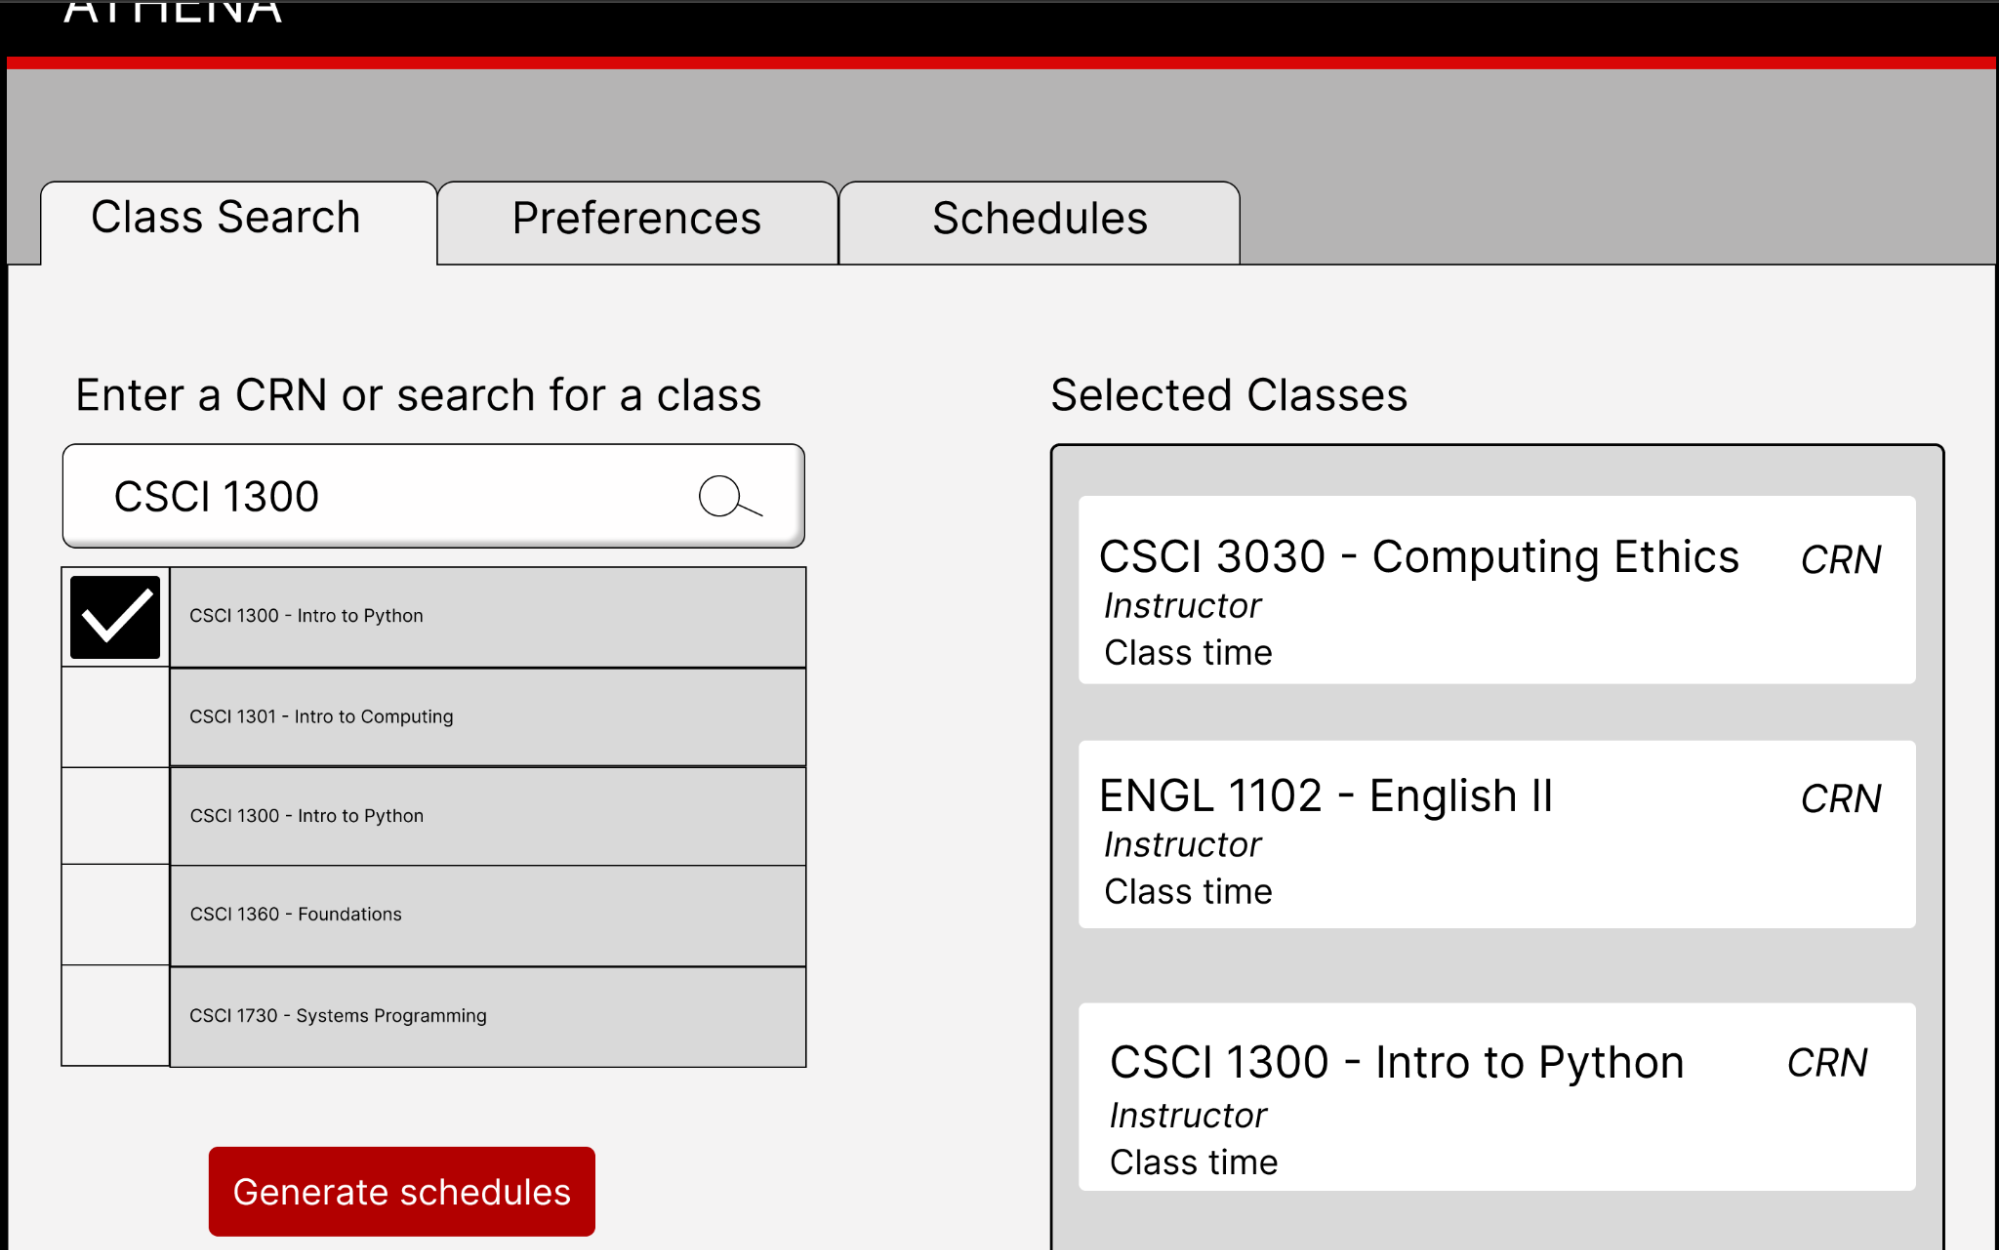 ATHENA
Class Search
Preferences
Schedules
Enter a CRN or search for a class
CSCI 1300
CSCI 1300 - Intro to Python
CSCI 1301 - Intro to Computing
CSCI 1300 - Intro to Python
CSCI 1360 - Foundations
CSCI 1730 - Systems Programming
Generate schedules
Selected Classes
CSCI 3030 - Computing Ethics CRN
Instructor
Class time
ENGL 1102 - English II CRN
Instructor
Class time
CSCI 1300 - Intro to Python CRN
Instructor
Class time